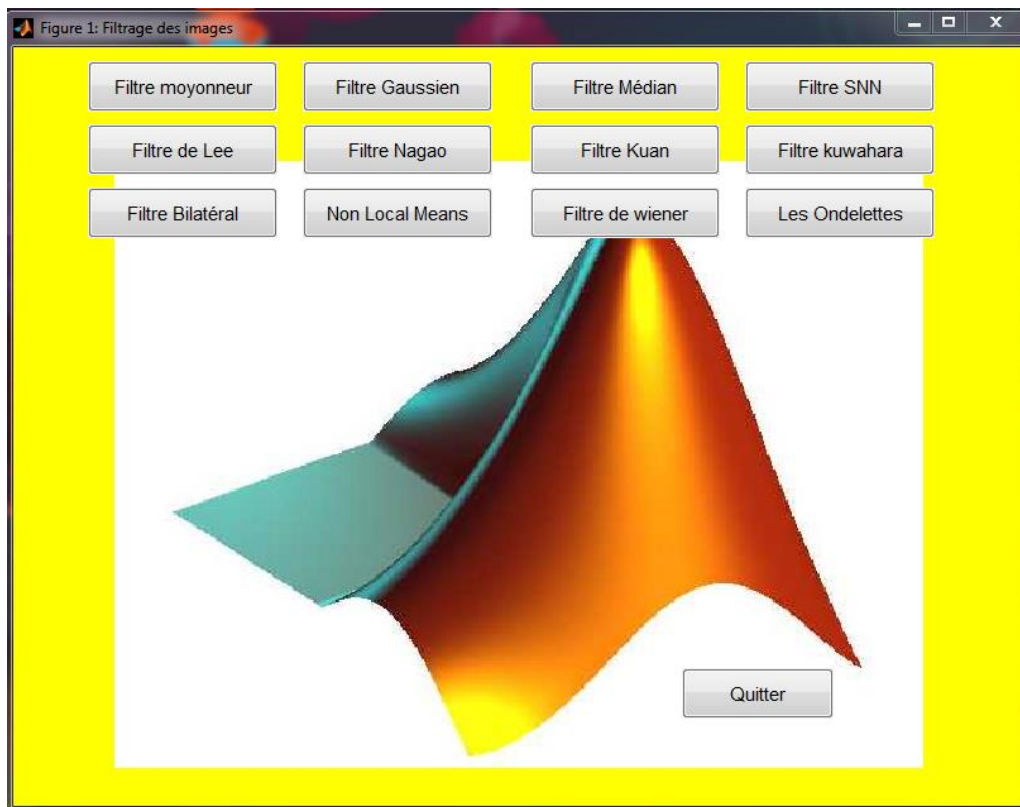 Figure 1: Filtrage des images
Filtre moyonneur Filtre Gaussien Filtre Médian Filtre SNN
Filtre de Lee Filtre Nagao Filtre Kuan Filtre kuwahara
Filtre Bilatéral Non Local Means Filtre de wiener Les Ondelettes
Quitter